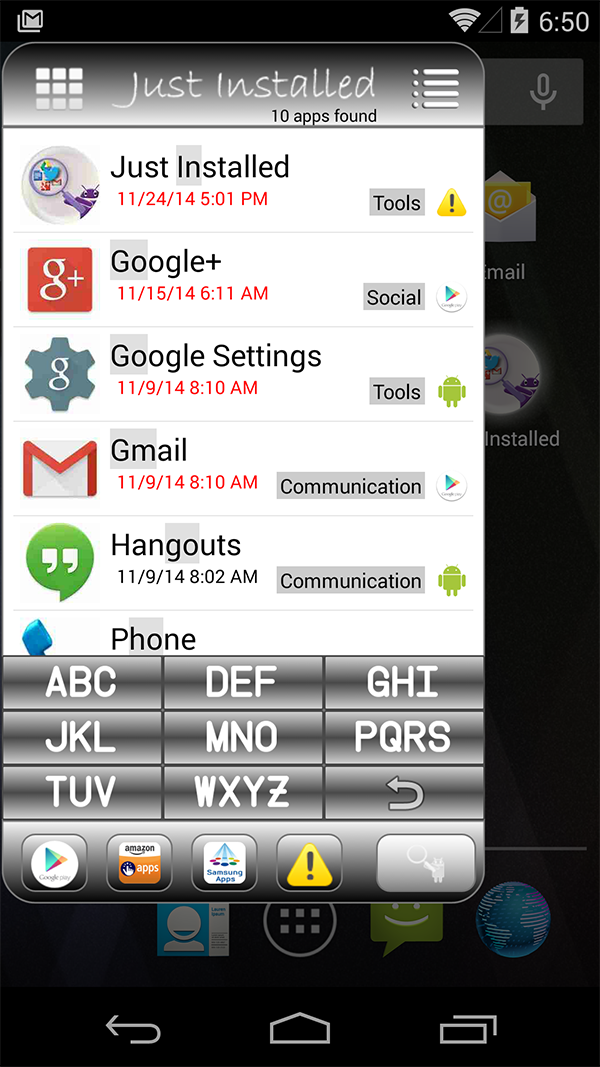 6:50
Just Installed
10 apps found
Just Installed
11/24/14 5:01 PM
Tools
Google+
11/15/14 6:11 AM
Social
Google Settings
11/9/14 8:10 AM
Tools
Gmail
11/9/14 8:10 AM
Communication
Hangouts
11/9/14 8:02 AM
Communication
Phone
Email
Installed
ABC DEF GHI
JKL MNO PQRS
TUV WXYZ
Google play
amazon
apps
Samsung
Apps